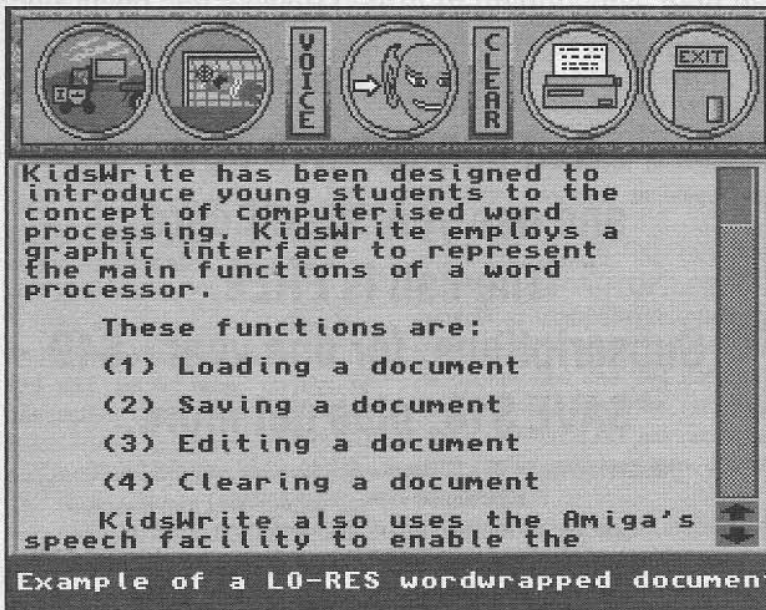 VOICE
CLEAR
EXIT
KidsWrite has been designed to
introduce young students to the
concept of computerised word
processing. KidsWrite employs a
graphic interface to represent
the main functions of a word
processor.
These functions are:
(1) Loading a document
(2) Saving a document
(3) Editing a document
(4) Clearing a document
KidsWrite also uses the Amiga's
speech facility to enable the
Example of a LO-RES wordwrapped documen